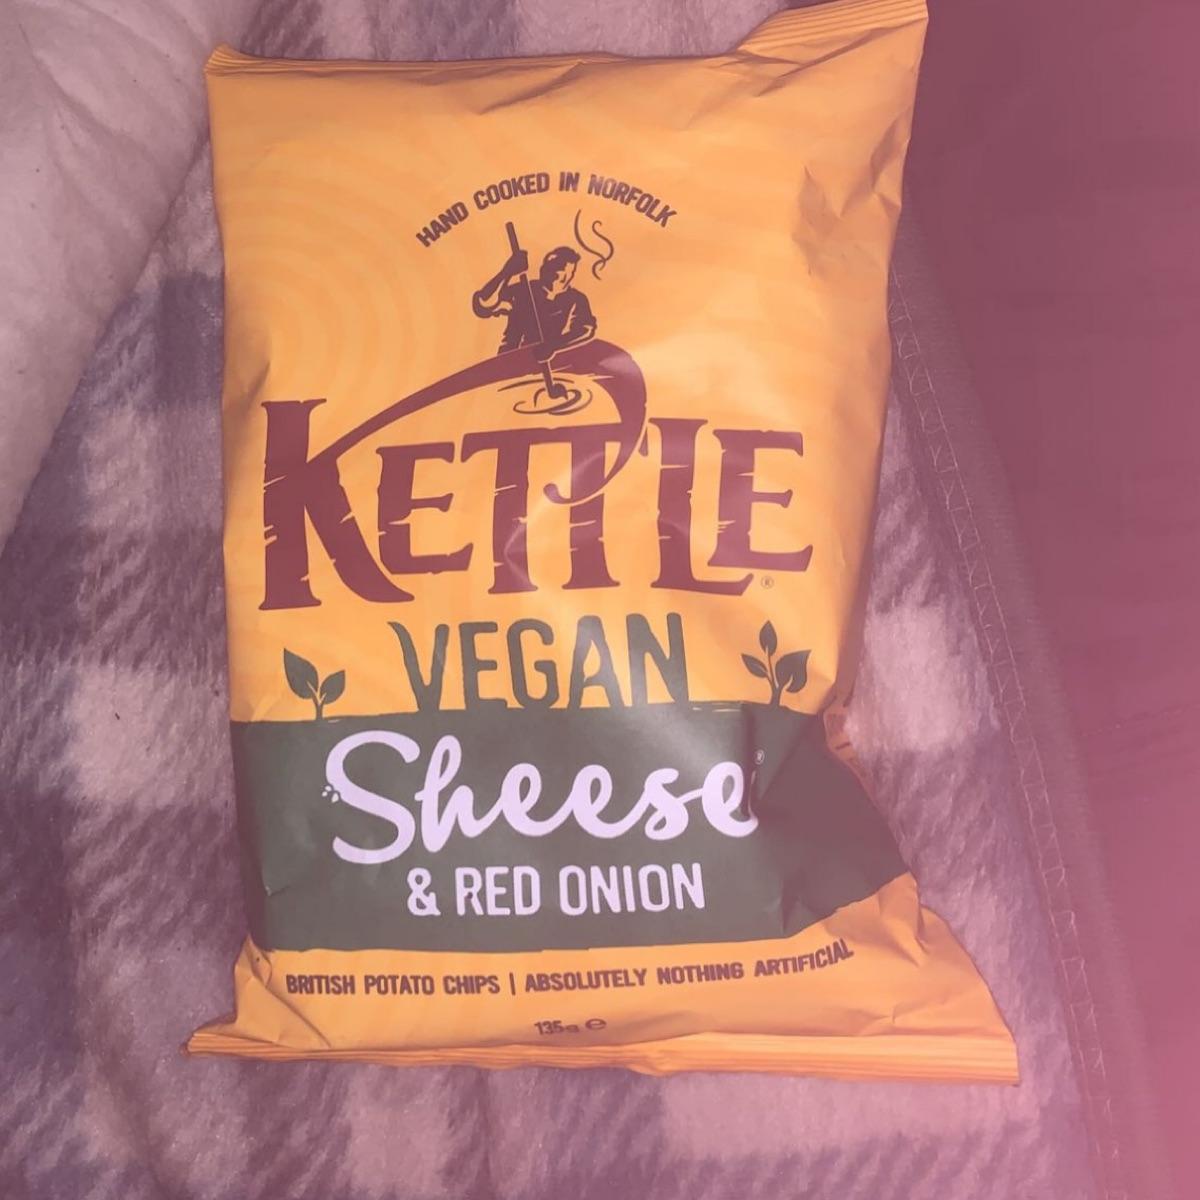 HAND COOKED IN NORFOLK
KETTLE®
VEGAN
Sheese®
& RED ONION
BRITISH POTATO CHIPS | ABSOLUTELY NOTHING ARTIFICIAL
135g ℮